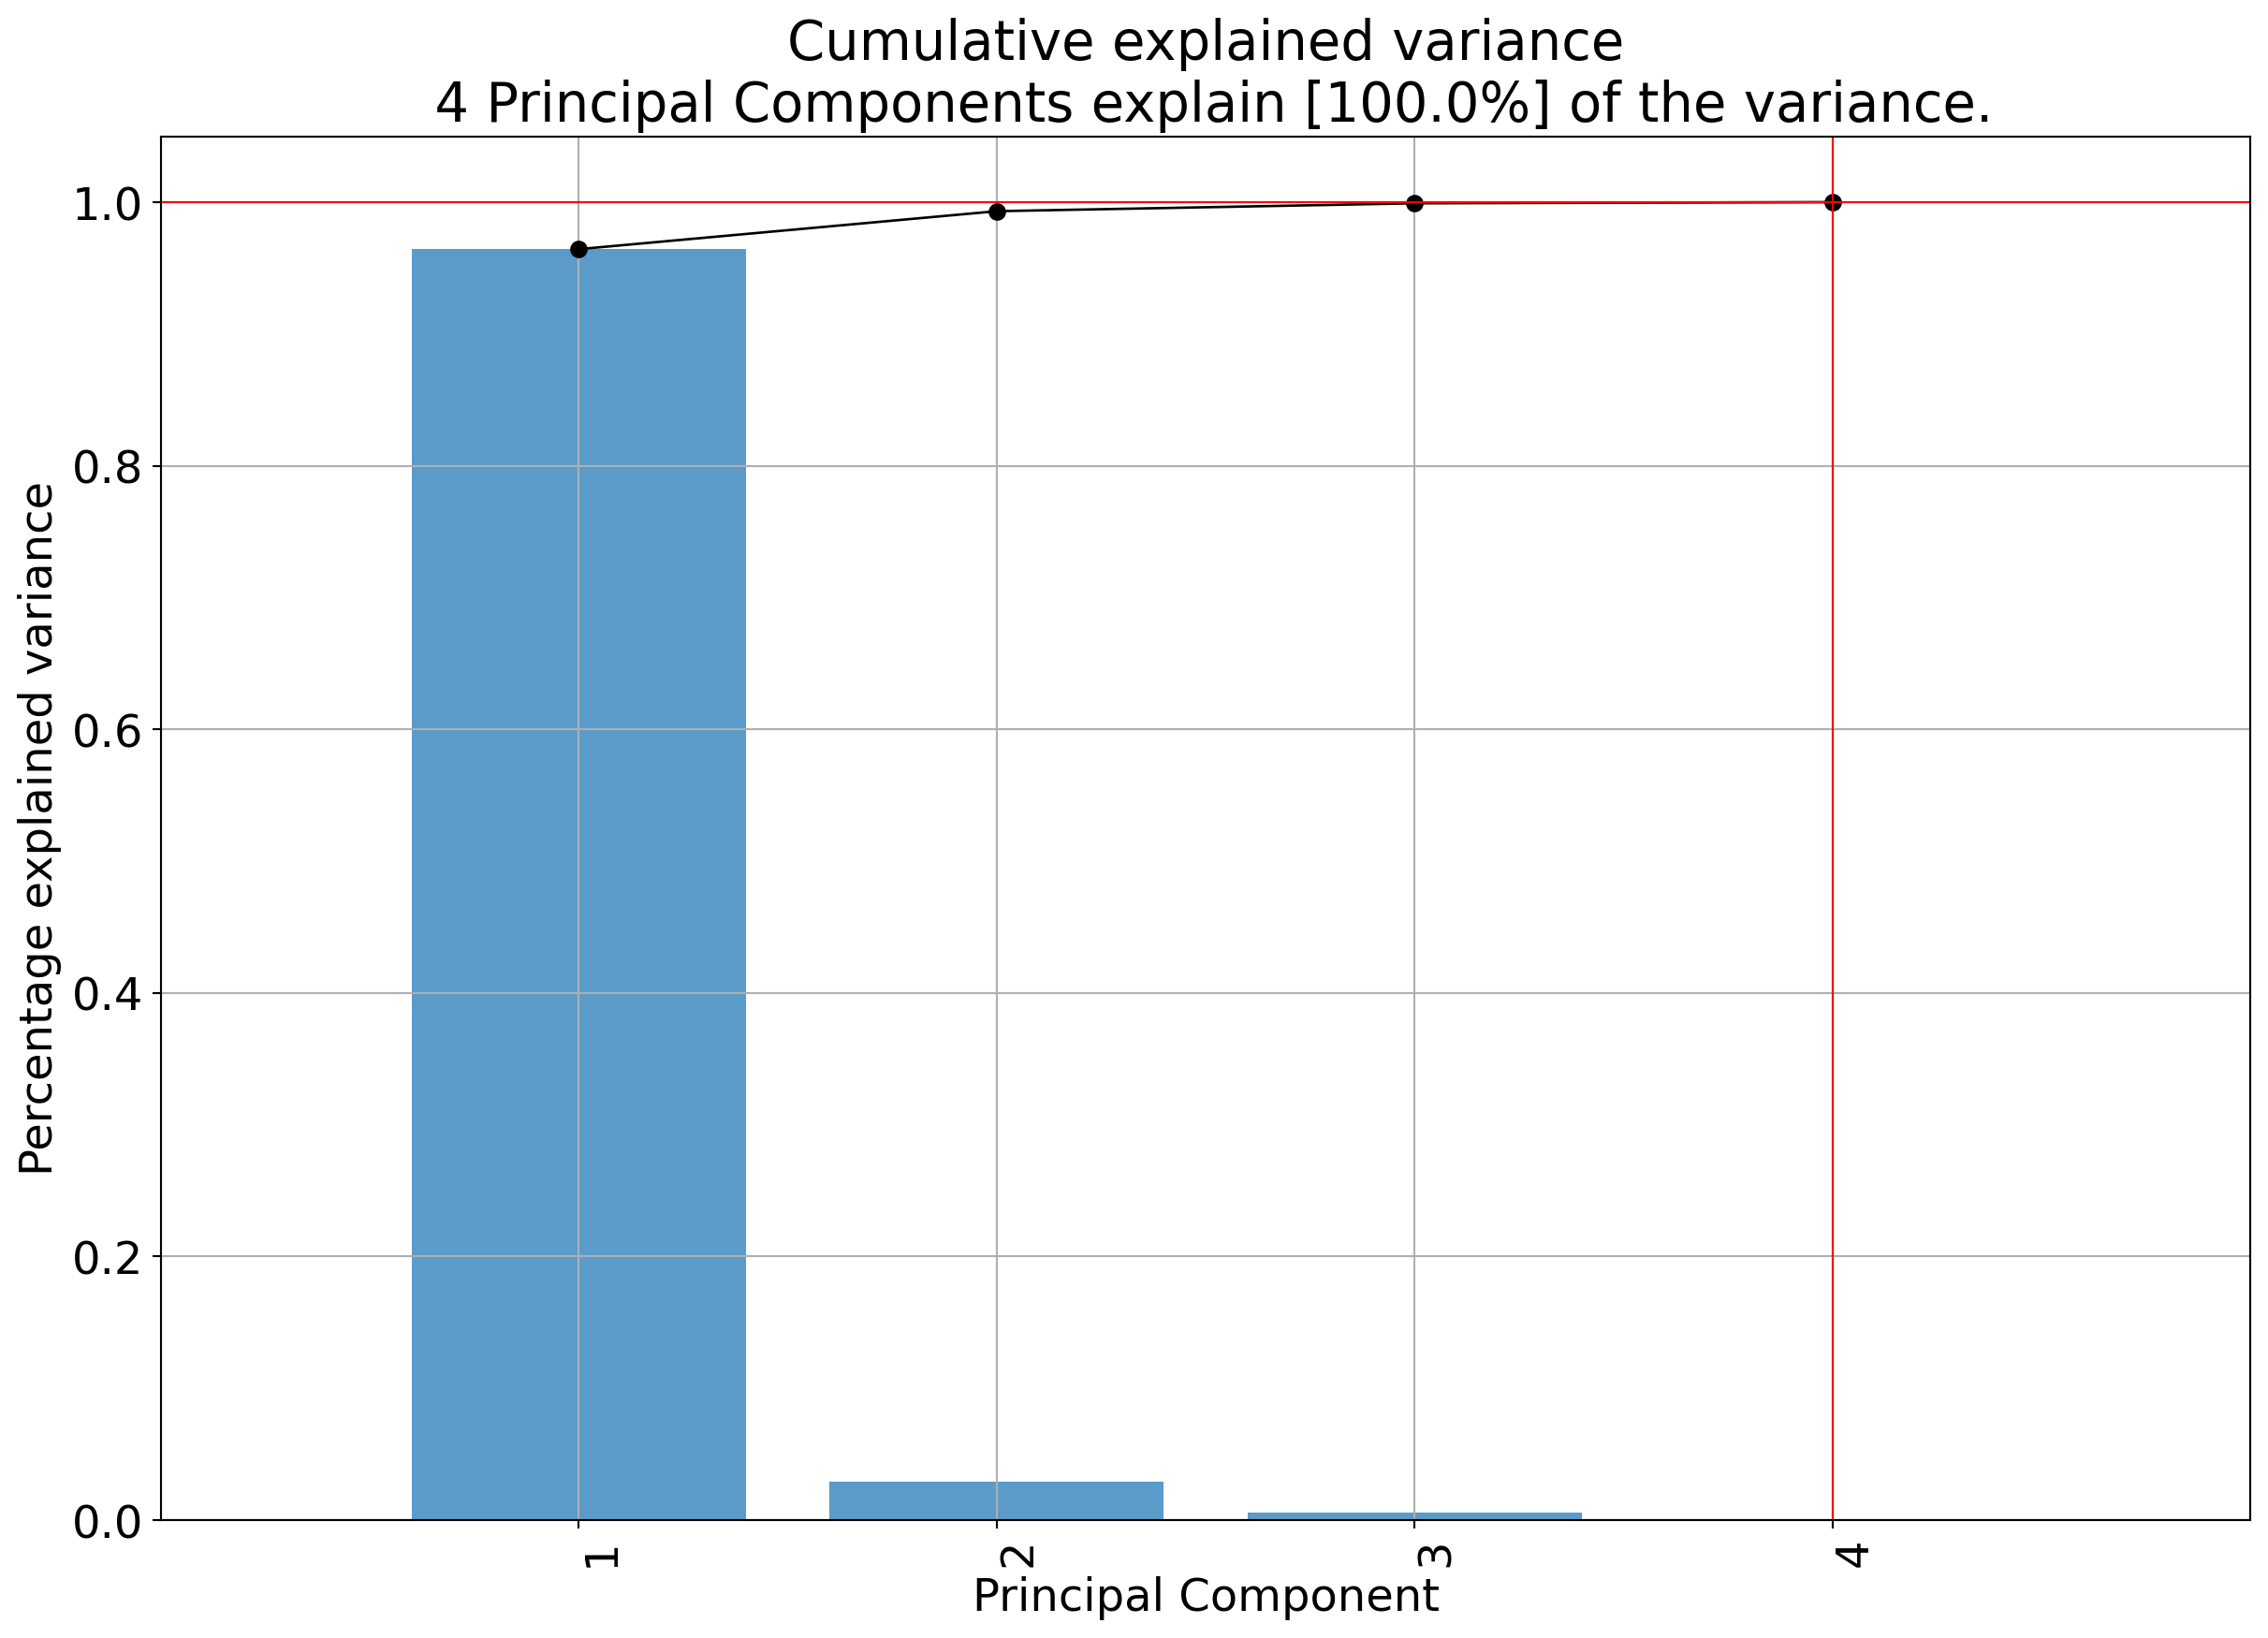 Cumulative explained variance
4 Principal Components explain [100.0%] of the variance.
Percentage explained variance
1.0
0.8
0.6
0.4
0.2
0.0
1
2
3
4
Principal Component